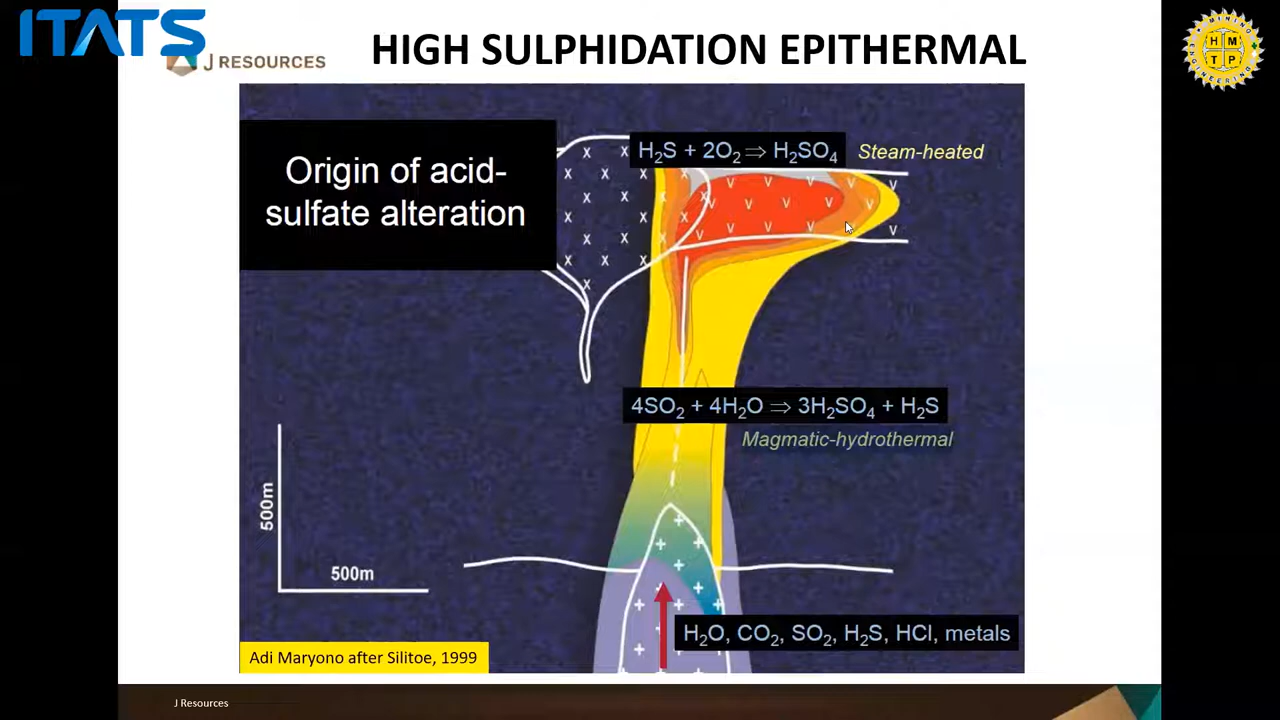 ITATS
J RESOURCES
HIGH SULPHIDATION EPITHERMAL
H M
T P
Origin of acid-
sulfate alteration
H₂S + 2O₂ ⇒ H₂SO₄
Steam-heated
4SO₂ + 4H₂O ⇒ 3H₂SO₄ + H₂S
Magmatic-hydrothermal
500m
500m
H₂O, CO₂, SO₂, H₂S, HCl, metals
Adi Maryono after Silitoe, 1999
J Resources